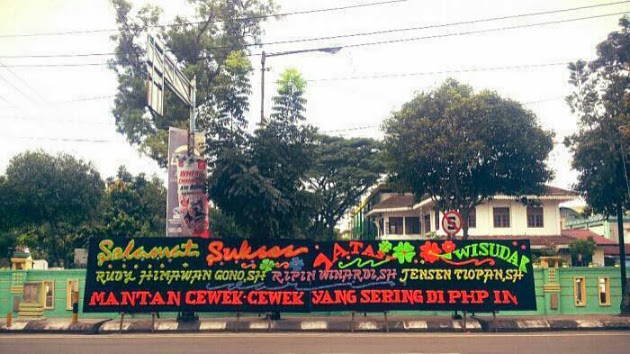 Selamat Sukses ATAS WISUDA
RUDY HIMAWAN GONO,SH RIPIN WINARDI,SH JENSEN TIOPAN,SH
MANTAN CEWEK-CEWEK YANG SERING DI PHP IN